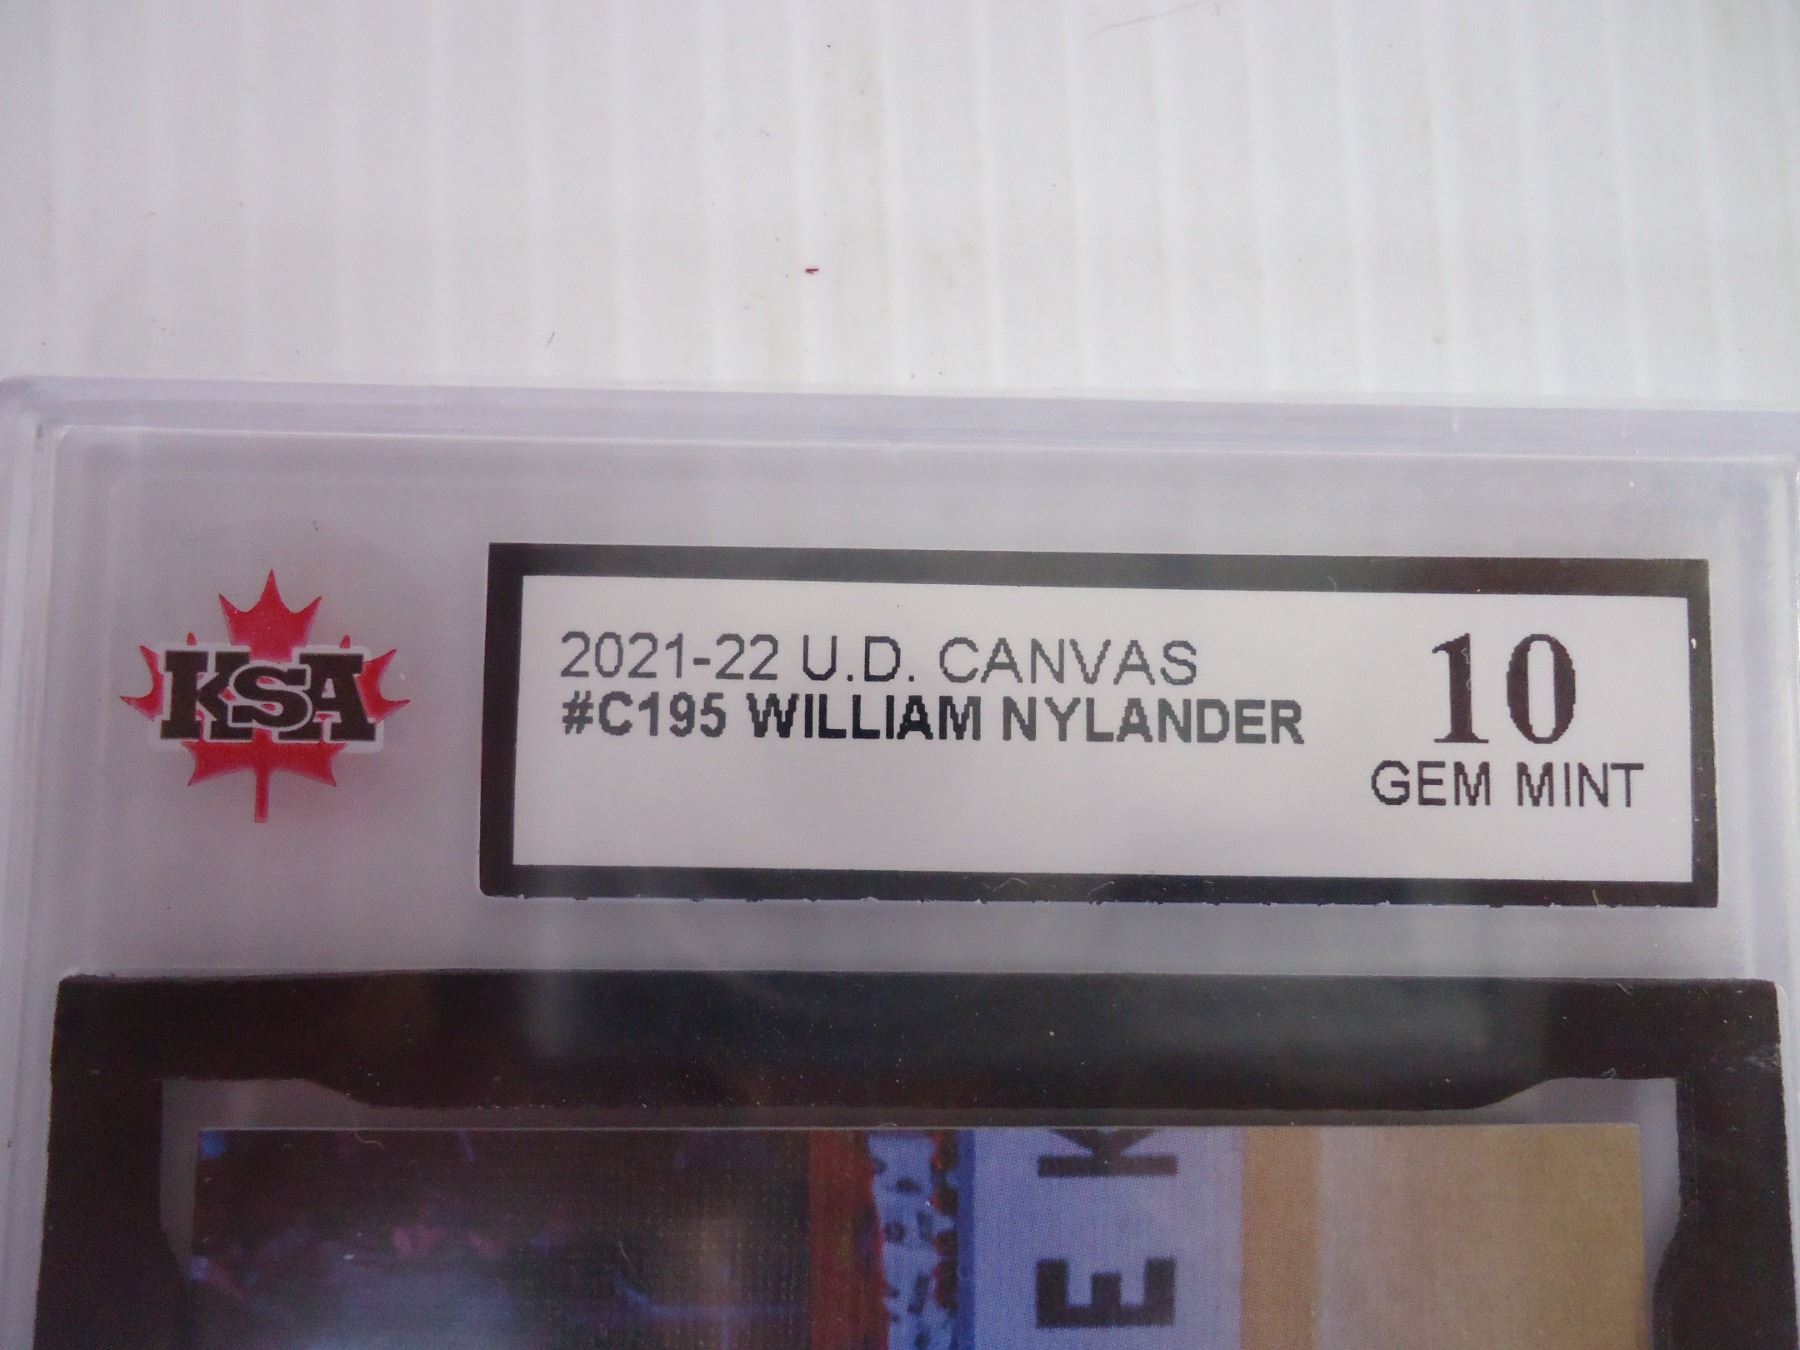 KSA
2021-22 U.D. CANVAS
#C195 WILLIAM NYLANDER
10
GEM MINT
E K